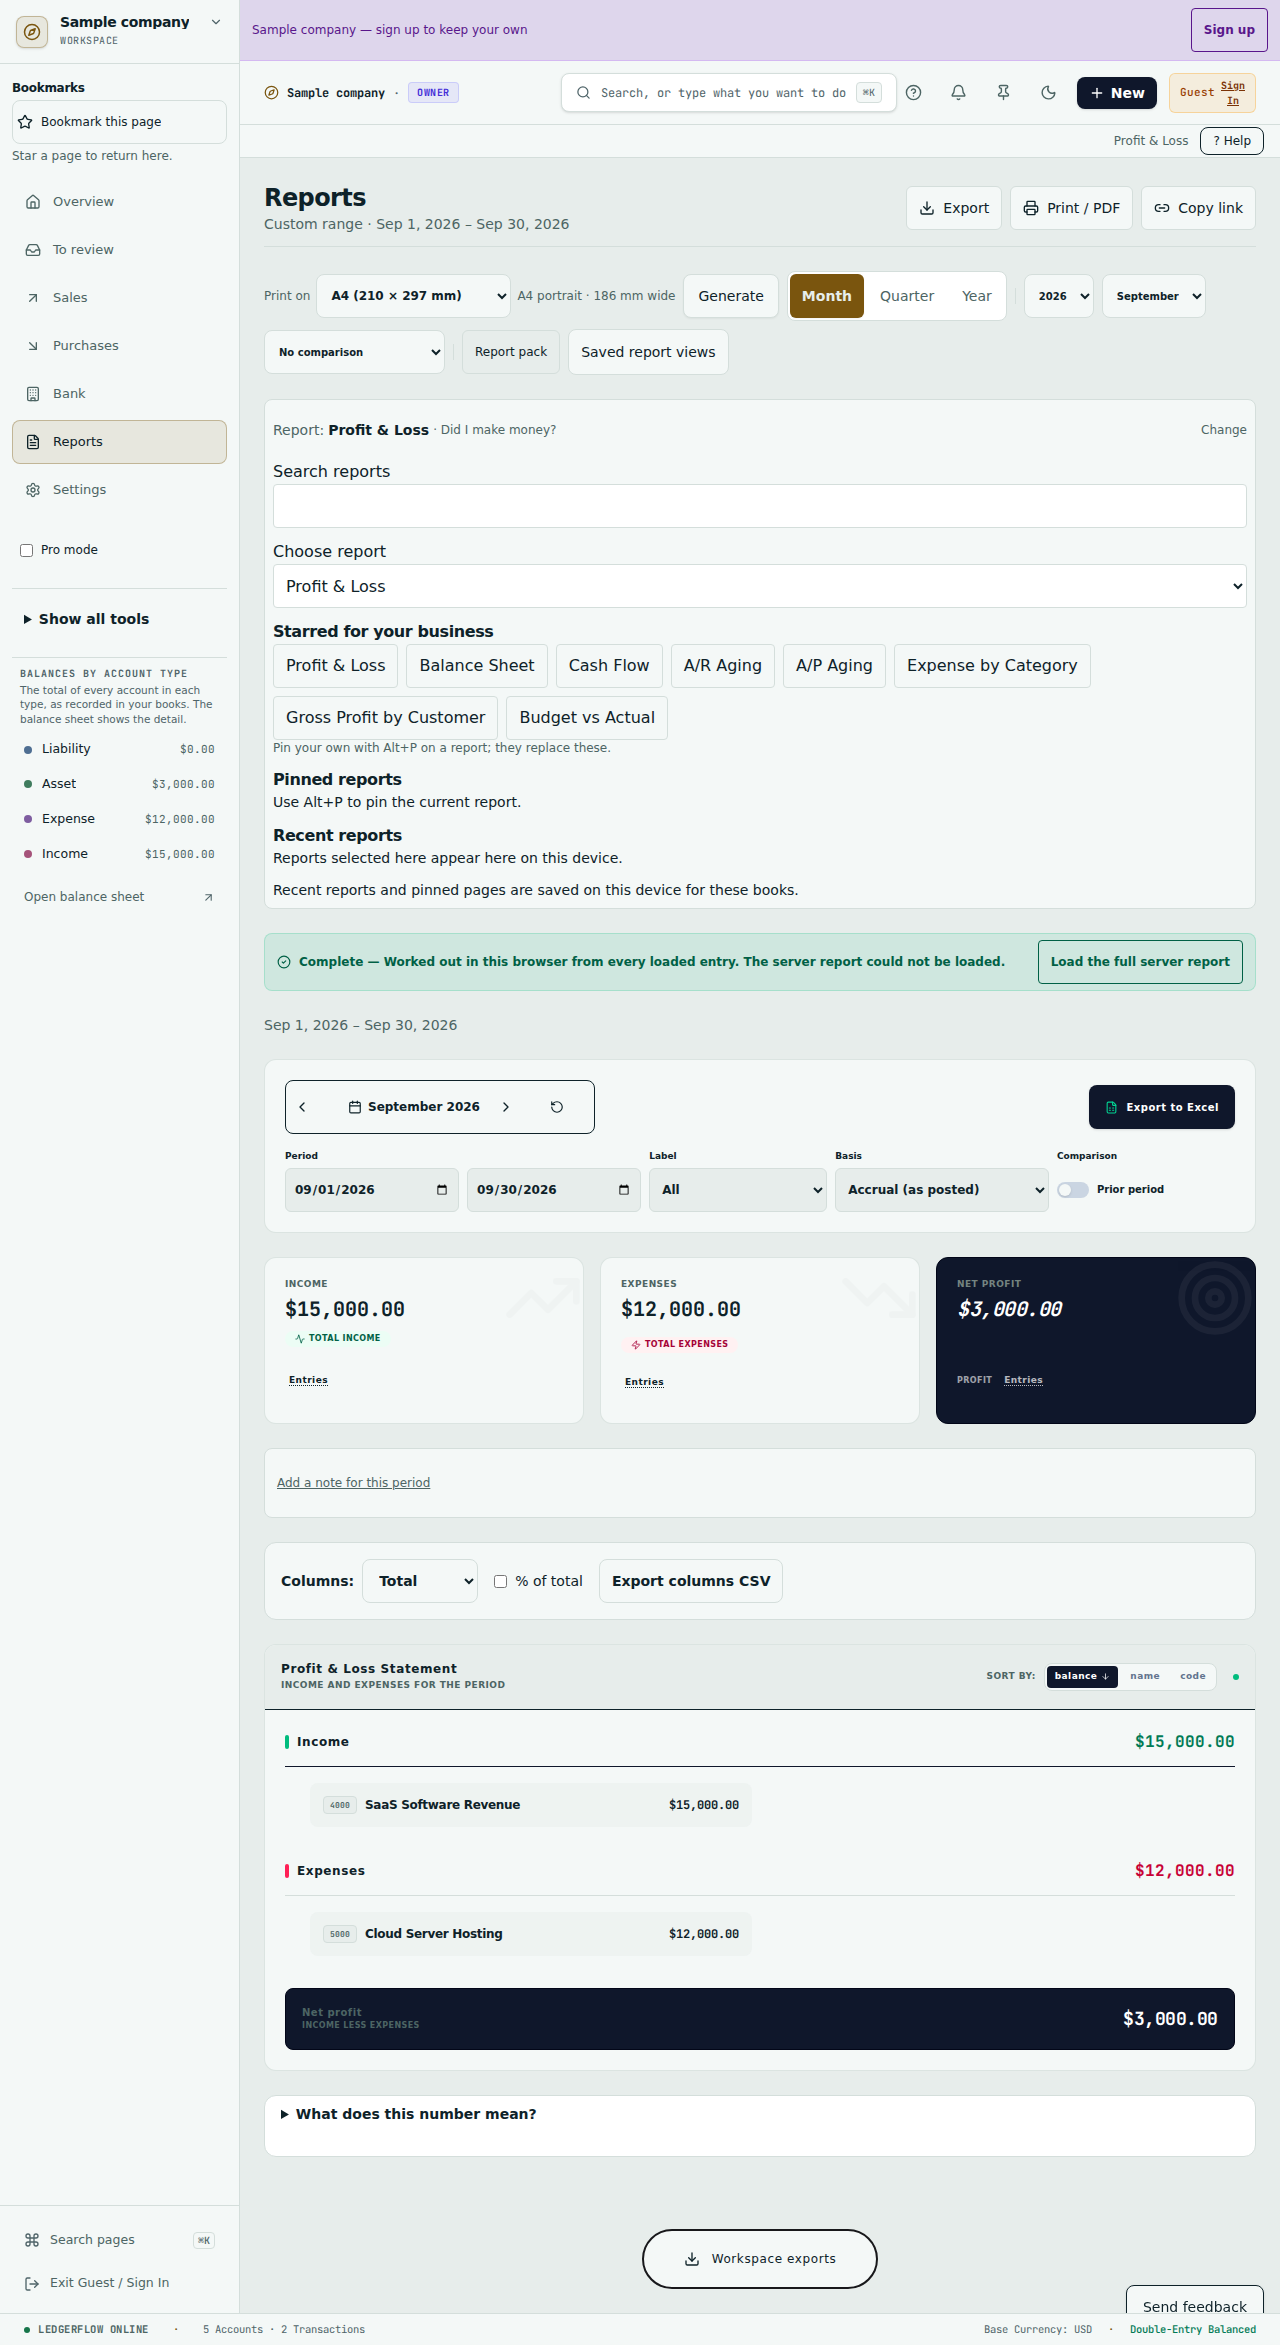 Sample company
WORKSPACE
Bookmarks
Bookmark this page
Star a page to return here.
Overview
To review
Sales
Purchases
Bank
Reports
Settings
Pro mode
Show all tools
BALANCES BY ACCOUNT TYPE
The total of every account in each
type, as recorded in your books. The
balance sheet shows the detail.
Liability $0.00
Asset $3,000.00
Expense $12,000.00
Income $15,000.00
Open balance sheet
Search pages ⌘K
Exit Guest / Sign In
Sample company — sign up to keep your own
Sign up
Sample company · OWNER
Search, or type what you want to do ⌘K
New
Guest Sign In
Profit & Loss
? Help
Reports
Custom range · Sep 1, 2026 – Sep 30, 2026
Export
Print / PDF
Copy link
Print on A4 (210 × 297 mm) A4 portrait · 186 mm wide Generate Month Quarter Year 2026 September
No comparison Report pack Saved report views
Report: Profit & Loss · Did I make money? Change
Search reports
Choose report
Profit & Loss
Starred for your business
Profit & Loss Balance Sheet Cash Flow A/R Aging A/P Aging Expense by Category
Gross Profit by Customer Budget vs Actual
Pin your own with Alt+P on a report; they replace these.
Pinned reports
Use Alt+P to pin the current report.
Recent reports
Reports selected here appear here on this device.
Recent reports and pinned pages are saved on this device for these books.
Complete — Worked out in this browser from every loaded entry. The server report could not be loaded. Load the full server report
Sep 1, 2026 – Sep 30, 2026
September 2026
Export to Excel
Period Label Basis Comparison
09/01/2026 09/30/2026 All Accrual (as posted) Prior period
INCOME
$15,000.00
TOTAL INCOME
Entries
EXPENSES
$12,000.00
TOTAL EXPENSES
Entries
NET PROFIT
$3,000.00
PROFIT Entries
Add a note for this period
Columns: Total % of total Export columns CSV
Profit & Loss Statement
INCOME AND EXPENSES FOR THE PERIOD
SORT BY: balance ↓ name code
Income $15,000.00
4000 SaaS Software Revenue $15,000.00
Expenses $12,000.00
5000 Cloud Server Hosting $12,000.00
Net profit
INCOME LESS EXPENSES
$3,000.00
What does this number mean?
Workspace exports
Send feedback
LEDGERFLOW ONLINE · 5 Accounts · 2 Transactions
Base Currency: USD · Double-Entry Balanced